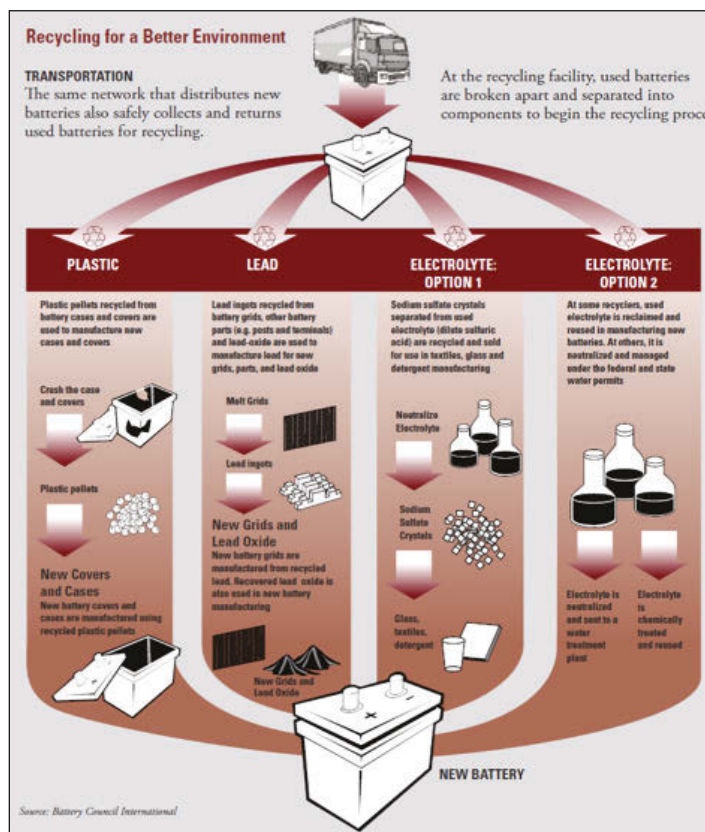 Recycling for a Better Environment
TRANSPORTATION
The same network that distributes new
batteries also safely collects and returns
used batteries for recycling.
At the recycling facility, used batteries
are broken apart and separated into
components to begin the recycling proce
PLASTIC
Plastic pellets recycled from
battery cases and covers are
used to manufacture new
cases and covers
Crush the case
and covers
Plastic pellets
New Covers
and Cases
New battery covers and
cases are manufactured using
recycled plastic pellets
LEAD
Lead ingots recycled from
battery grids, other battery
parts (e.g. posts and terminals)
and lead-oxide are used to
manufacture lead for new
grids, parts, and lead oxide
Melt Grids
Lead ingots
New Grids and
Lead Oxide
New battery grids are
manufactured from recycled
lead. Recovered lead oxide is
also used in new battery
manufacturing
New Grids and
Lead Oxide
ELECTROLYTE:
OPTION 1
Sodium sulfate crystals
separated from used
electrolyte (dilute sulfuric
acid) are recycled and sold
for use in textiles, glass and
detergent manufacturing
Neutralize
Electrolyte
Sodium
Sulfate
Crystals
Glass,
textiles,
detergent
ELECTROLYTE:
OPTION 2
At some recyclers, used
electrolyte is reclaimed and
reused in manufacturing new
batteries. At others, it is
neutralized and managed
under the federal and state
water permits
Electrolyte is
neutralized
and sent to a
water
treatment
plant
Electrolyte
is
chemically
treated
and reused
+
-
+
-
NEW BATTERY
Source: Battery Council International